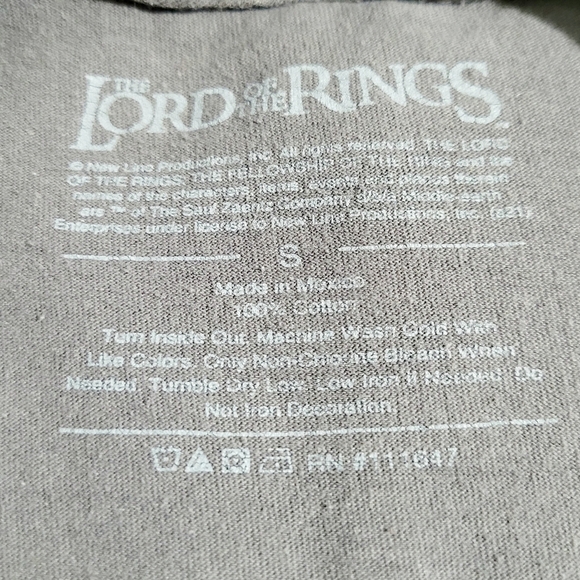 THE LORD OF THE RINGS™
© New Line Productions, Inc. All rights reserved. THE LORD
OF THE RINGS: THE FELLOWSHIP OF THE RING and the
names of the characters, items, events and places therein
are ™ of The Saul Zaentz Company d/b/a Middle-earth
Enterprises under license to New Line Productions, Inc. (s21).
S
Made in Mexico
100% Cotton
Turn Inside Out. Machine Wash Cold With
Like Colors. Only Non-Chlorine Bleach When
Needed. Tumble Dry Low. Low Iron If Needed. Do
Not Iron Decoration.
RN #111647